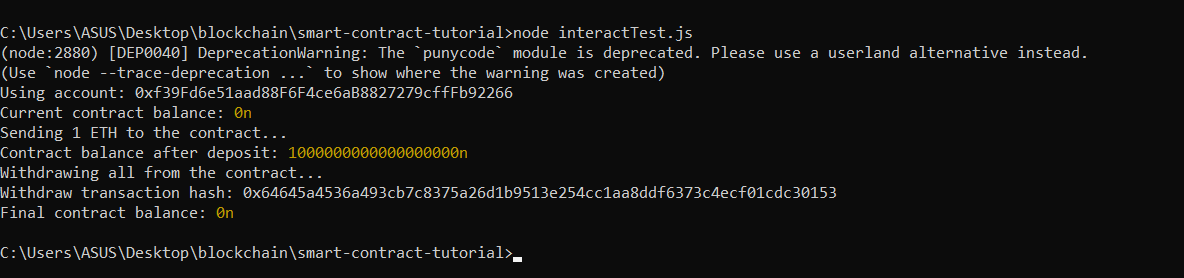 C:\Users\ASUS\Desktop\blockchain\smart-contract-tutorial>node interactTest.js
(node:2880) [DEP0040] DeprecationWarning: The `punycode` module is deprecated. Please use a userland alternative instead.
(Use `node --trace-deprecation ...` to show where the warning was created)
Using account: 0xf39Fd6e51aad88F6F4ce6aB8827279cffFb92266
Current contract balance: 0n
Sending 1 ETH to the contract...
Contract balance after deposit: 1000000000000000000n
Withdrawing all from the contract...
Withdraw transaction hash: 0x64645a4536a493cb7c8375a26d1b9513e254cc1aa8ddf6373c4ecf01cdc30153
Final contract balance: 0n
C:\Users\ASUS\Desktop\blockchain\smart-contract-tutorial>